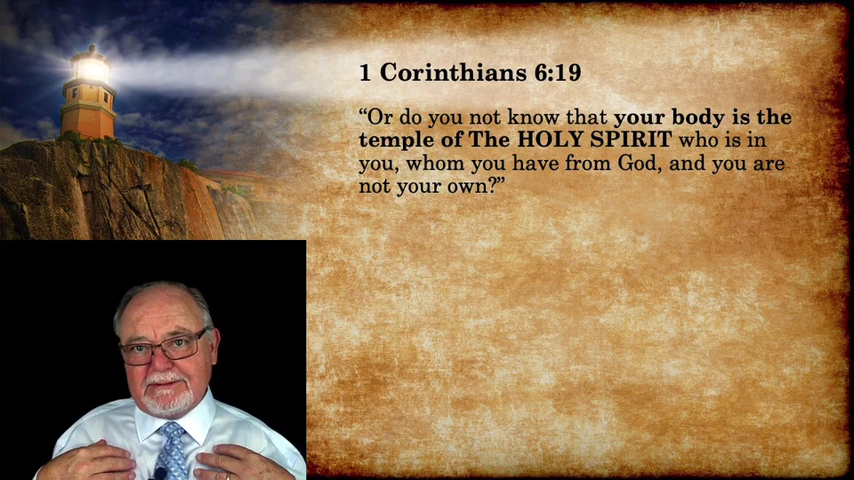 1 Corinthians 6:19
“Or do you not know that your body is the
temple of The HOLY SPIRIT who is in
you, whom you have from God, and you are
not your own?”